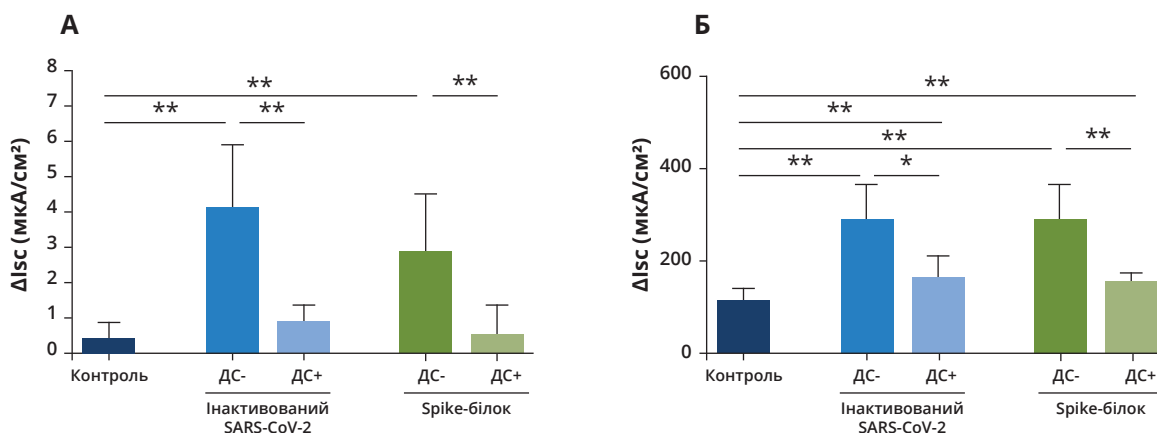 А
ΔIsc (мкА/см²)
8
7
6
5
4
3
2
1
0
**
**
**
**
Контроль
ДС-
ДС+
ДС-
ДС+
Інактивований
SARS-CoV-2
Spike-білок
Б
ΔIsc (мкА/см²)
600
400
200
0
**
**
**
**
**
*
Контроль
ДС-
ДС+
ДС-
ДС+
Інактивований
SARS-CoV-2
Spike-білок